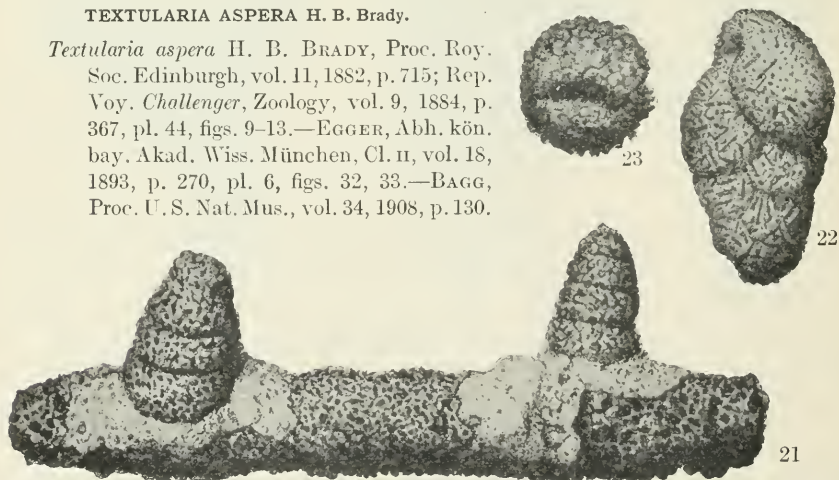 TEXTULARIA ASPERA H. B. Brady.
Textularia aspera H. B. BRADY, Proc. Roy.
Soc. Edinburgh, vol. 11, 1882, p. 715; Rep.
Voy. Challenger, Zoology, vol. 9, 1884, p.
367, pl. 44, figs. 9–13.—EGGER, Abh. kön.
bay. Akad. Wiss. München, Cl. II, vol. 18,
1893, p. 270, pl. 6, figs. 32, 33.—BAGG,
Proc. U. S. Nat. Mus., vol. 34, 1908, p. 130.
23
22
21